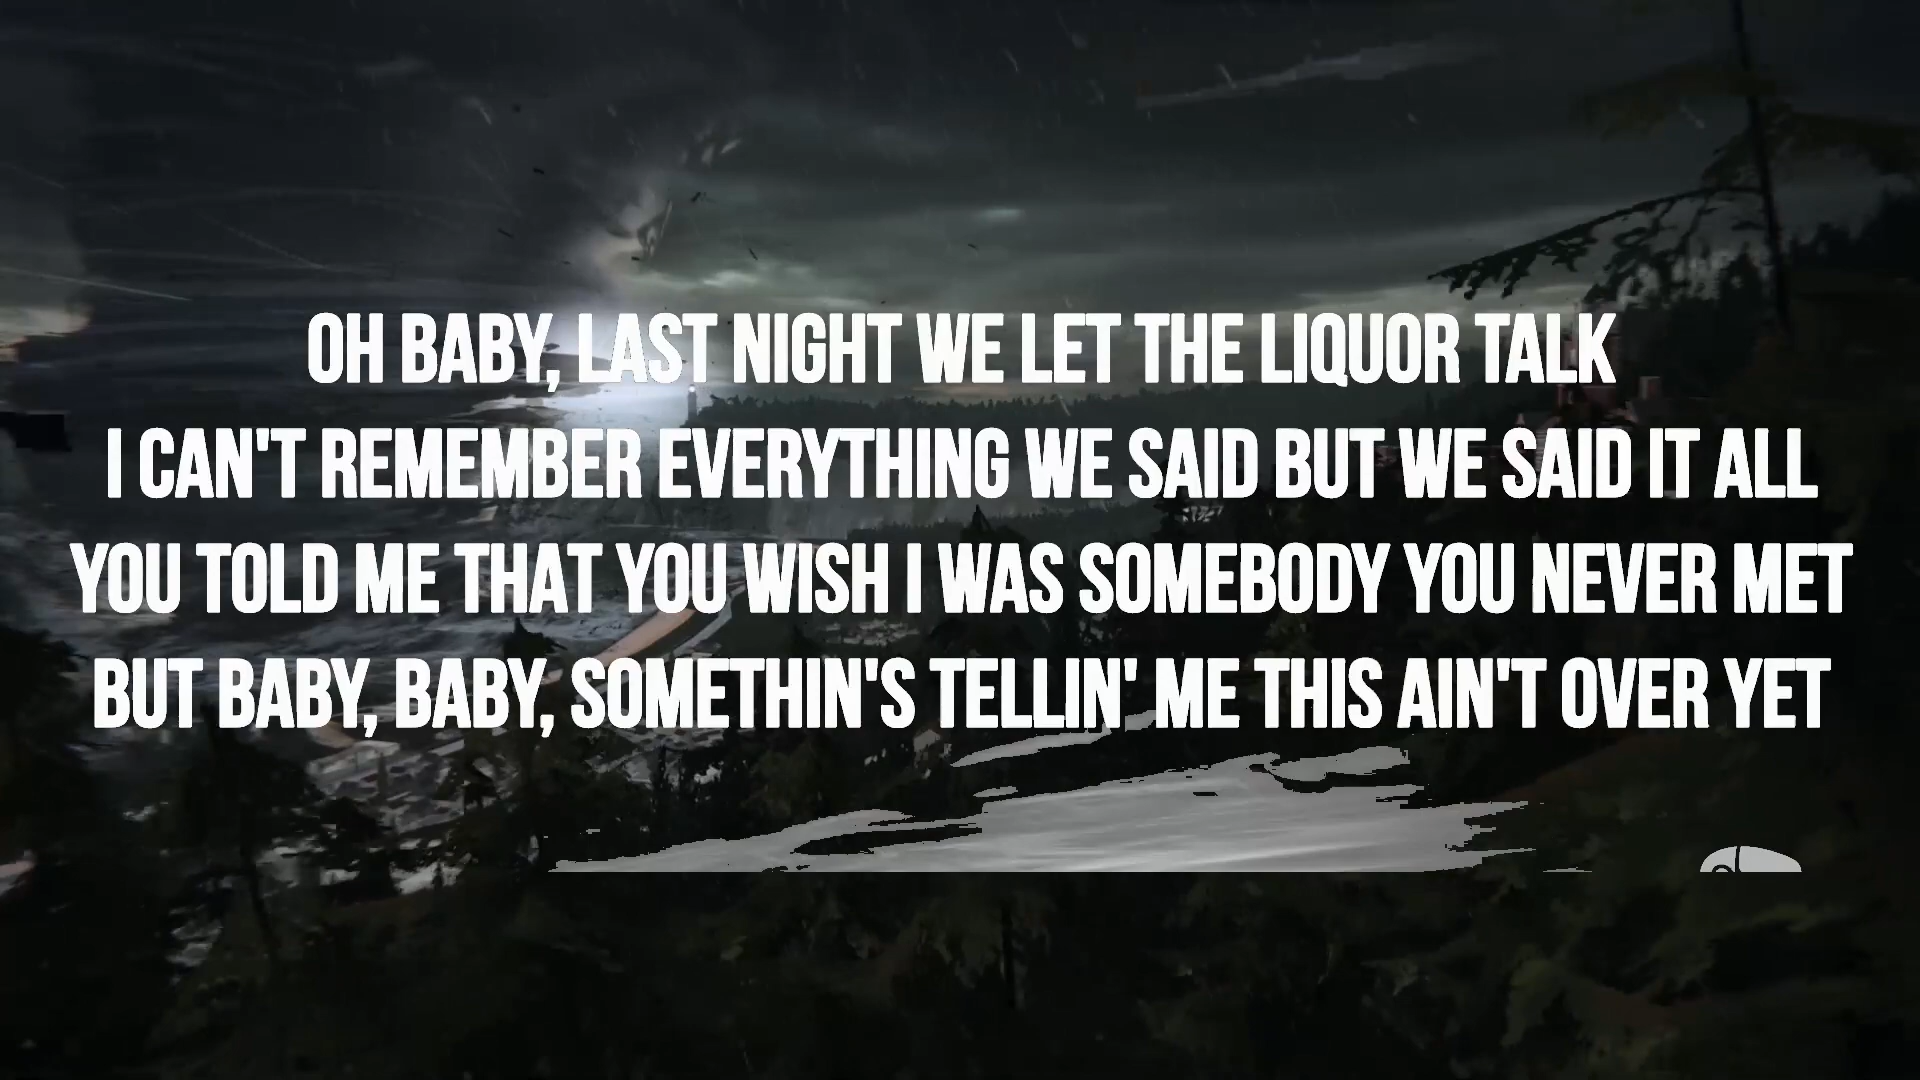 OH BABY, LAST NIGHT WE LET THE LIQUOR TALK
I CAN'T REMEMBER EVERYTHING WE SAID BUT WE SAID IT ALL
YOU TOLD ME THAT YOU WISH I WAS SOMEBODY YOU NEVER MET
BUT BABY, BABY, SOMETHIN'S TELLIN' ME THIS AIN'T OVER YET